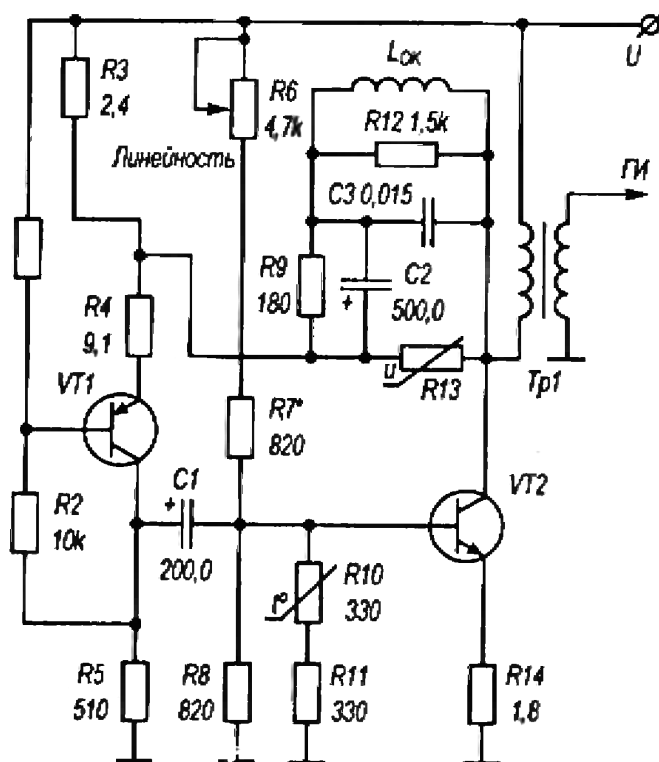 U
R3
2,4
R6
4,7k
Линейность
Lок
R12 1,5k
C3 0,015
ГИ
R9
180
C2
+
500,0
R4
9,1
VT1
u
R13
Тр1
R7*
820
R2
10k
C1
+
200,0
VT2
t°
R10
330
R5
510
R8
820
R11
330
R14
1,8